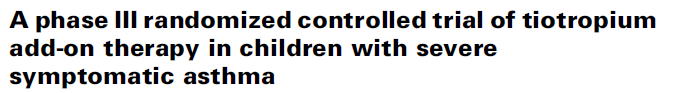 A phase III randomized controlled trial of tiotropium
add-on therapy in children with severe
symptomatic asthma